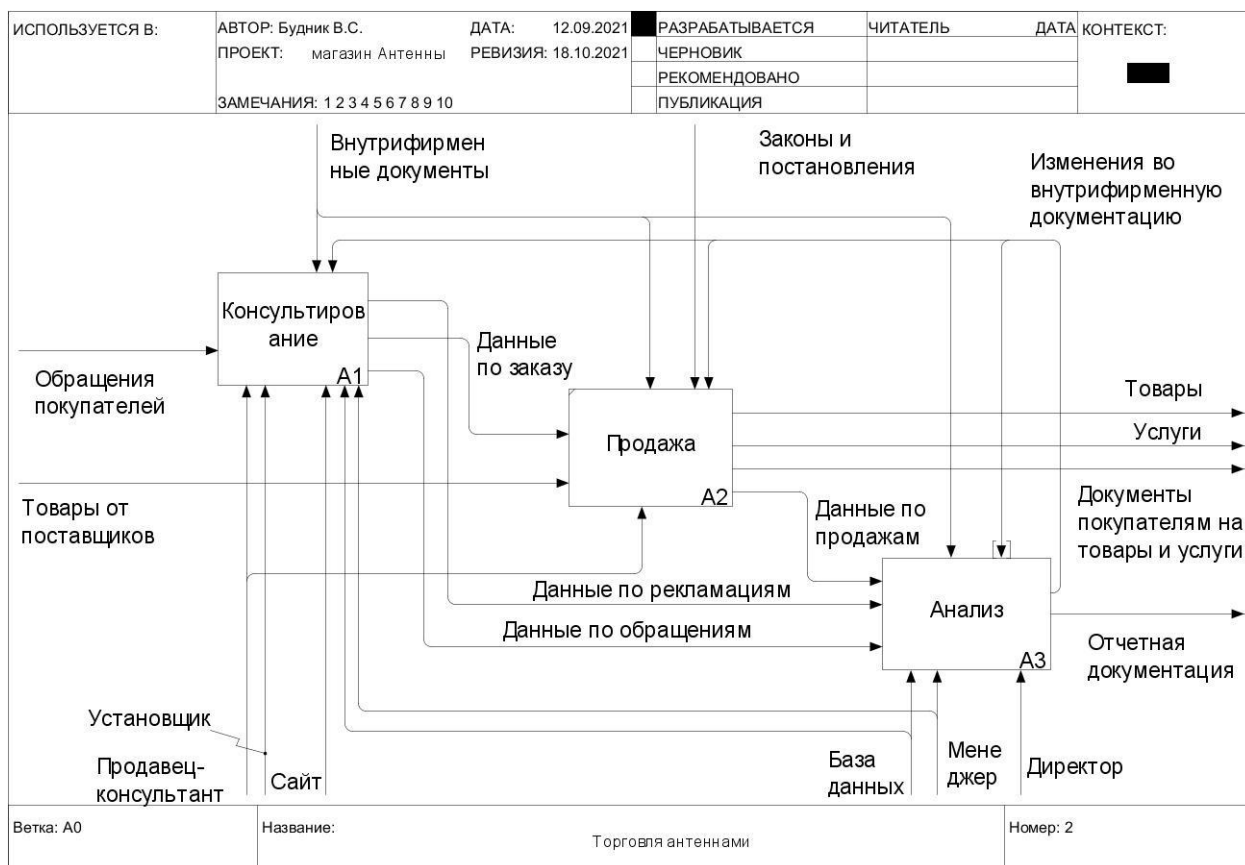 ИСПОЛЬЗУЕТСЯ В:
АВТОР: Будник В.С.
ДАТА: 12.09.2021
РАЗРАБАТЫВАЕТСЯ
ЧИТАТЕЛЬ
ДАТА
КОНТЕКСТ:
ПРОЕКТ: магазин Антенны
РЕВИЗИЯ: 18.10.2021
ЧЕРНОВИК
РЕКОМЕНДОВАНО
ЗАМЕЧАНИЯ: 1 2 3 4 5 6 7 8 9 10
ПУБЛИКАЦИЯ
Внутрифирмен
ные документы
Законы и
постановления
Изменения во
внутрифирменную
документацию
Консультиров
ание
A1
Данные
по заказу
Обращения
покупателей
Товары
Услуги
Продажа
A2
Товары от
поставщиков
Данные по
продажам
Документы
покупателям на
товары и услуги
Данные по рекламациям
Данные по обращениям
Анализ
A3
Отчетная
документация
Установщик
Продавец-
консультант
Сайт
База
данных
Мене
джер
Директор
Ветка: A0
Название:
Торговля антеннами
Номер: 2